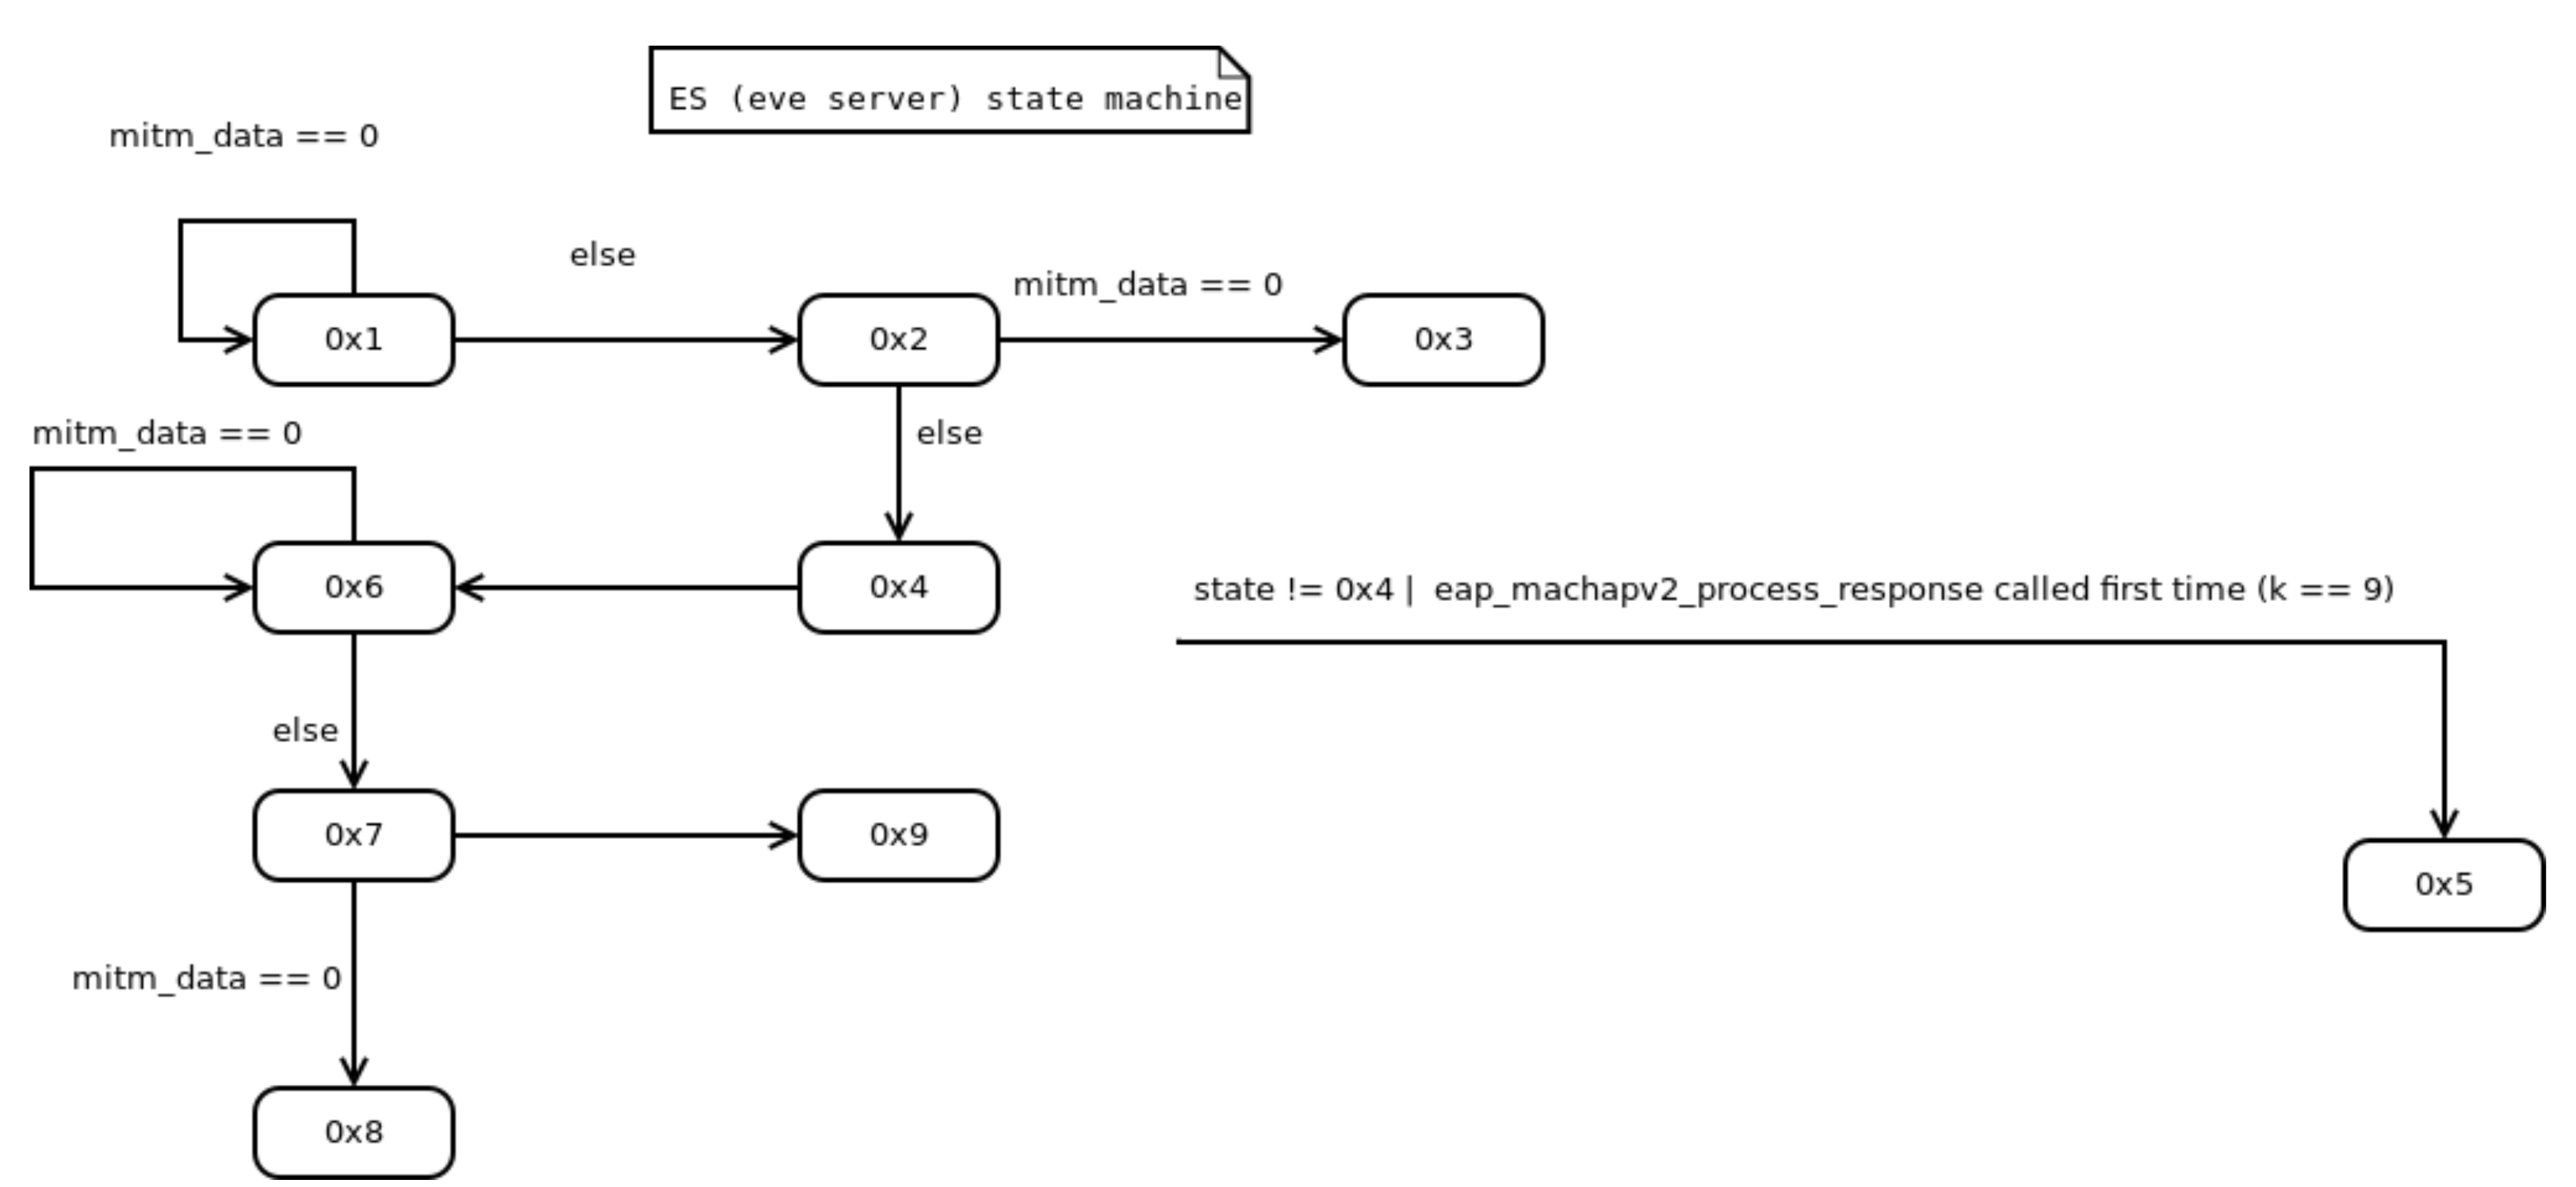 ES (eve server) state machine
mitm_data == 0
else
mitm_data == 0
0x1
0x2
0x3
mitm_data == 0
else
0x6
0x4
state != 0x4 | eap_machapv2_process_response called first time (k == 9)
else
0x7
0x9
0x5
mitm_data == 0
0x8